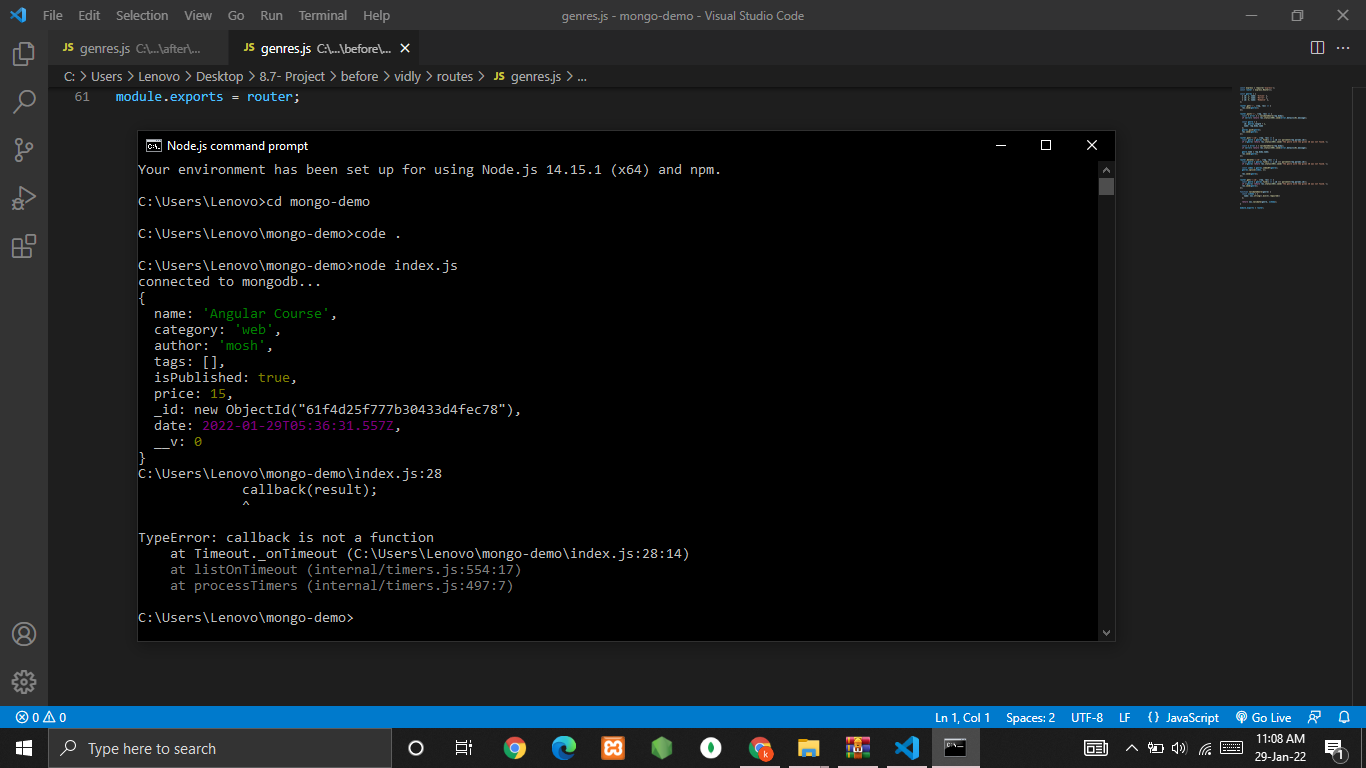 File Edit Selection View Go Run Terminal Help genres.js - mongo-demo - Visual Studio Code
JS genres.js C:\...\after\... JS genres.js C:\...\before\...
C: > Users > Lenovo > Desktop > 8.7- Project > before > vidly > routes > JS genres.js > ...
61 module.exports = router;
Node.js command prompt
Your environment has been set up for using Node.js 14.15.1 (x64) and npm.
C:\Users\Lenovo>cd mongo-demo
C:\Users\Lenovo\mongo-demo>code .
C:\Users\Lenovo\mongo-demo>node index.js
connected to mongodb...
{
name: 'Angular Course',
category: 'web',
author: 'mosh',
tags: [],
isPublished: true,
price: 15,
_id: new ObjectId("61f4d25f777b30433d4fec78"),
date: 2022-01-29T05:36:31.557Z,
__v: 0
}
C:\Users\Lenovo\mongo-demo\index.js:28
callback(result);
^
TypeError: callback is not a function
at Timeout._onTimeout (C:\Users\Lenovo\mongo-demo\index.js:28:14)
at listOnTimeout (internal/timers.js:554:17)
at processTimers (internal/timers.js:497:7)
C:\Users\Lenovo\mongo-demo>
0 0 Ln 1, Col 1 Spaces: 2 UTF-8 LF {} JavaScript Go Live
Type here to search
11:08 AM
29-Jan-22
1